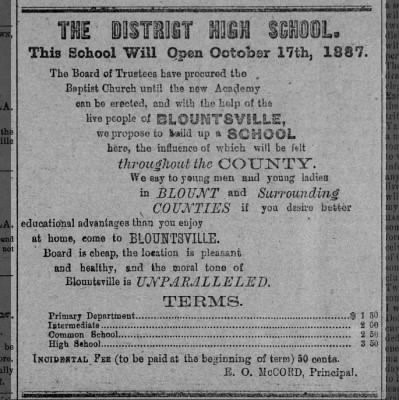 THE DISTRICT HIGH SCHOOL.
This School Will Open October 17th, 1887.
The Board of Trustees have procured the
Baptist Church until the new Academy
can be erected, and with the help of the
live people of BLOUNTSVILLE,
we propose to build up a SCHOOL
here, the influence of which will be felt
throughout the COUNTY.
We say to young men and young ladies
in BLOUNT and Surrounding
COUNTIES if you desire better
educational advantages than you enjoy
at home, come to BLOUNTSVILLE.
Board is cheap, the location is pleasant
and healthy, and the moral tone of
Blountsville is UNPARALLELED.
TERMS.
Primary Department $ 1 50
Intermediate 2 00
Common School 2 50
High School 3 50
INCIDENTAL FEE (to be paid at the beginning of term) 50 cents.
R. O. McCORD, Principal.